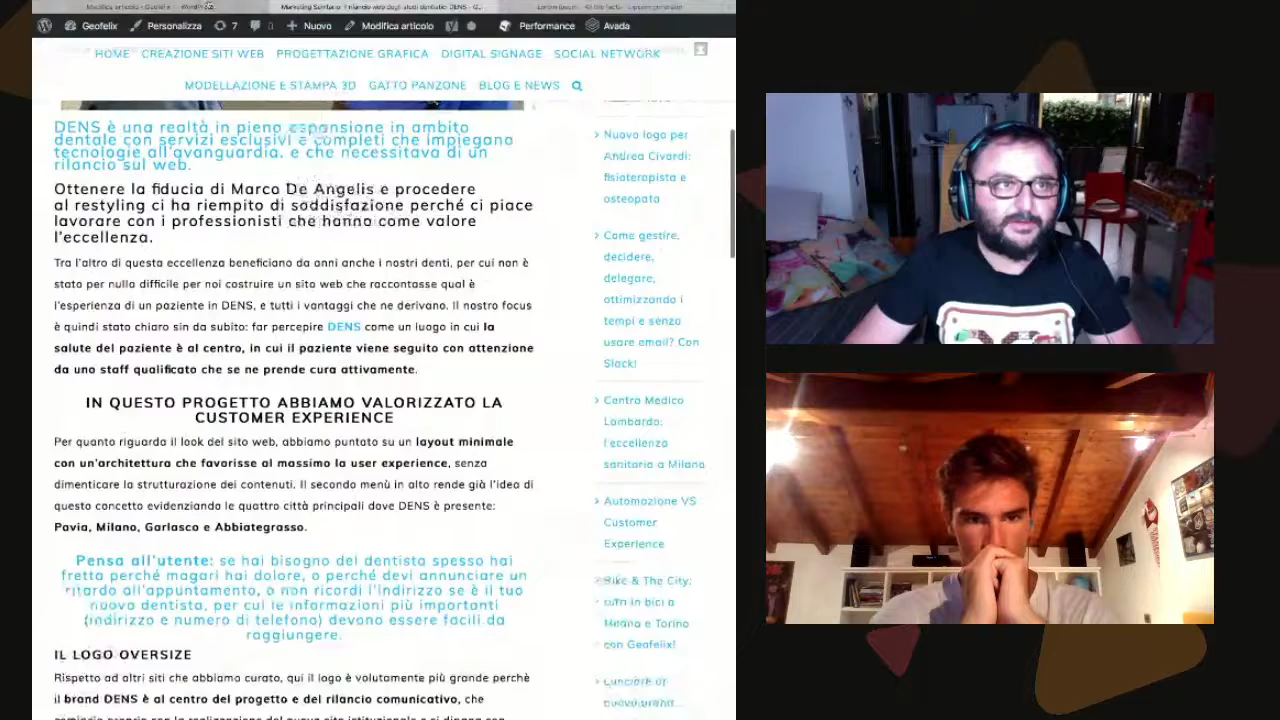 Geofelix Personalizza 7 Nuovo Modifica articolo Performance Avada
HOME CREAZIONE SITI WEB PROGETTAZIONE GRAFICA DIGITAL SIGNAGE SOCIAL NETWORK
MODELLAZIONE E STAMPA 3D GATTO PANZONE BLOG E NEWS
DENS è una realtà in pieno espansione in ambito
dentale con servizi esclusivi e completi che impiegano
tecnologie all'avanguardia, e che necessitava di un
rilancio sul web.
Ottenere la fiducia di Marco De Angelis e procedere
al restyling ci ha riempito di soddisfazione perché ci piace
lavorare con i professionisti che hanno come valore
l'eccellenza.
Tra l'altro di questa eccellenza beneficiano da anni anche i nostri denti, per cui non è
stata per nulla difficile per noi costruire un sito web che raccontasse qual è
l'esperienza di un paziente in DENS, e tutti i vantaggi che ne derivano. Il nostro focus
è quindi stato chiaro sin da subito: far percepire DENS come un luogo in cui la
salute del paziente è al centro, in cui il paziente viene seguito con attenzione
da uno staff qualificato che se ne prende cura attivamente.
IN QUESTO PROGETTO ABBIAMO VALORIZZATO LA
CUSTOMER EXPERIENCE
Per quanto riguarda il look del sito web, abbiamo puntato su un layout minimale
con un'architettura che favorisse al massimo la user experience, senza
dimenticare la strutturazione dei contenuti. Il secondo menù in alto rende già l'idea di
questo concetto evidenziando le quattro città principali dove DENS è presente:
Pavia, Milano, Garlasco e Abbiategrasso.
Pensa all'utente: se hai bisogno del dentista spesso hai
fretta perché magari hai dolore, o perché devi annunciare un
ritardo all'appuntamento, o non ricordi l'indirizzo se è il tuo
nuovo dentista, per cui le informazioni più importanti
(indirizzo e numero di telefono) devono essere facili da
raggiungere.
IL LOGO OVERSIZE
Rispetto ad altri siti che abbiamo curato, qui il logo è volutamente più grande perchè
il brand DENS è al centro del progetto e del rilancio comunicativo, che
Nuovo logo per
Andrea Civardi:
fisioterapista e
osteopata
Come gestire,
decidere,
delegare,
ottimizzando i
tempi e senza
usare email? Con
Slack!
Centro Medico
Lombardo:
l'eccellenza
sanitaria a Milano
Automazione VS
Customer
Experience
Bike & The City:
tutti in bici a
Milano e Torino
con Geofelix!